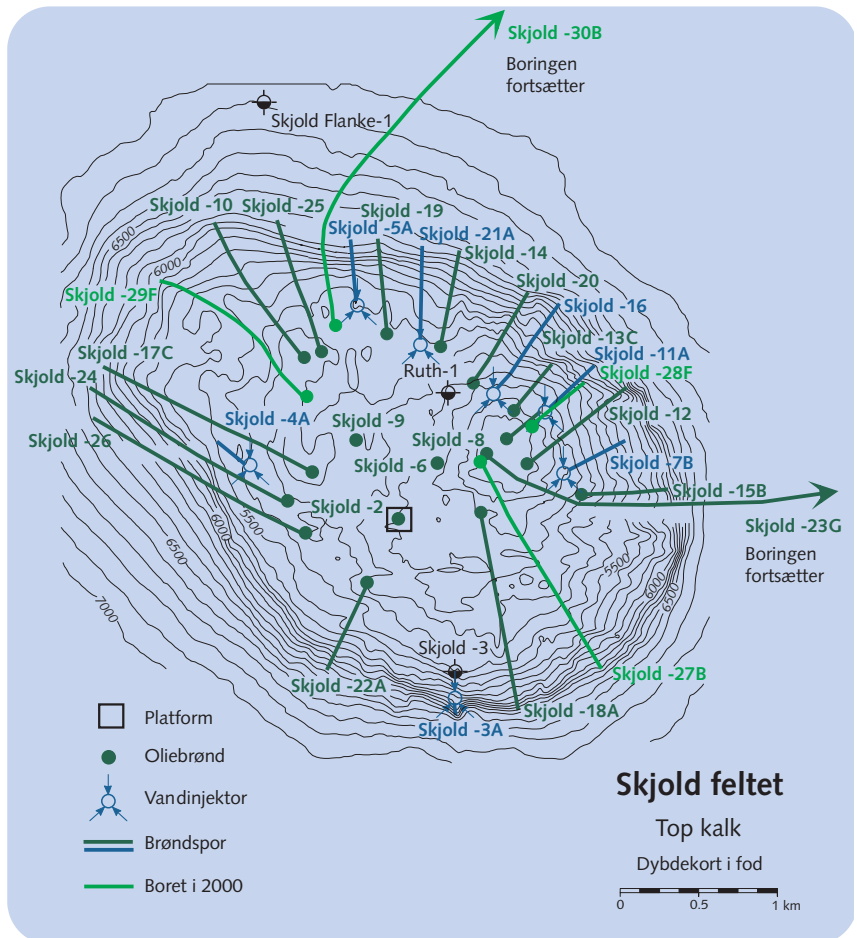 Skjold -30B
Boringen
fortsætter
Skjold Flanke-1
Skjold -10
Skjold -25
Skjold -19
Skjold -5A
Skjold -21A
Skjold -14
6500
6000
Skjold -20
Skjold -29F
Skjold -16
Skjold -13C
Skjold -17C
Skjold -11A
Skjold -24
Ruth-1
Skjold -28F
Skjold -9
Skjold -12
Skjold -4A
Skjold -8
Skjold -26
Skjold -6
Skjold -7B
Skjold -2
Skjold -15B
Skjold -23G
Boringen
fortsætter
5500
6000
6500
7000
5500
6000
6500
Skjold -3
Skjold -27B
Skjold -22A
Skjold -18A
Skjold -3A
Platform
Oliebrønd
Vandinjektor
Brøndspor
Boret i 2000
Skjold feltet
Top kalk
Dybdekort i fod
0 0.5 1 km